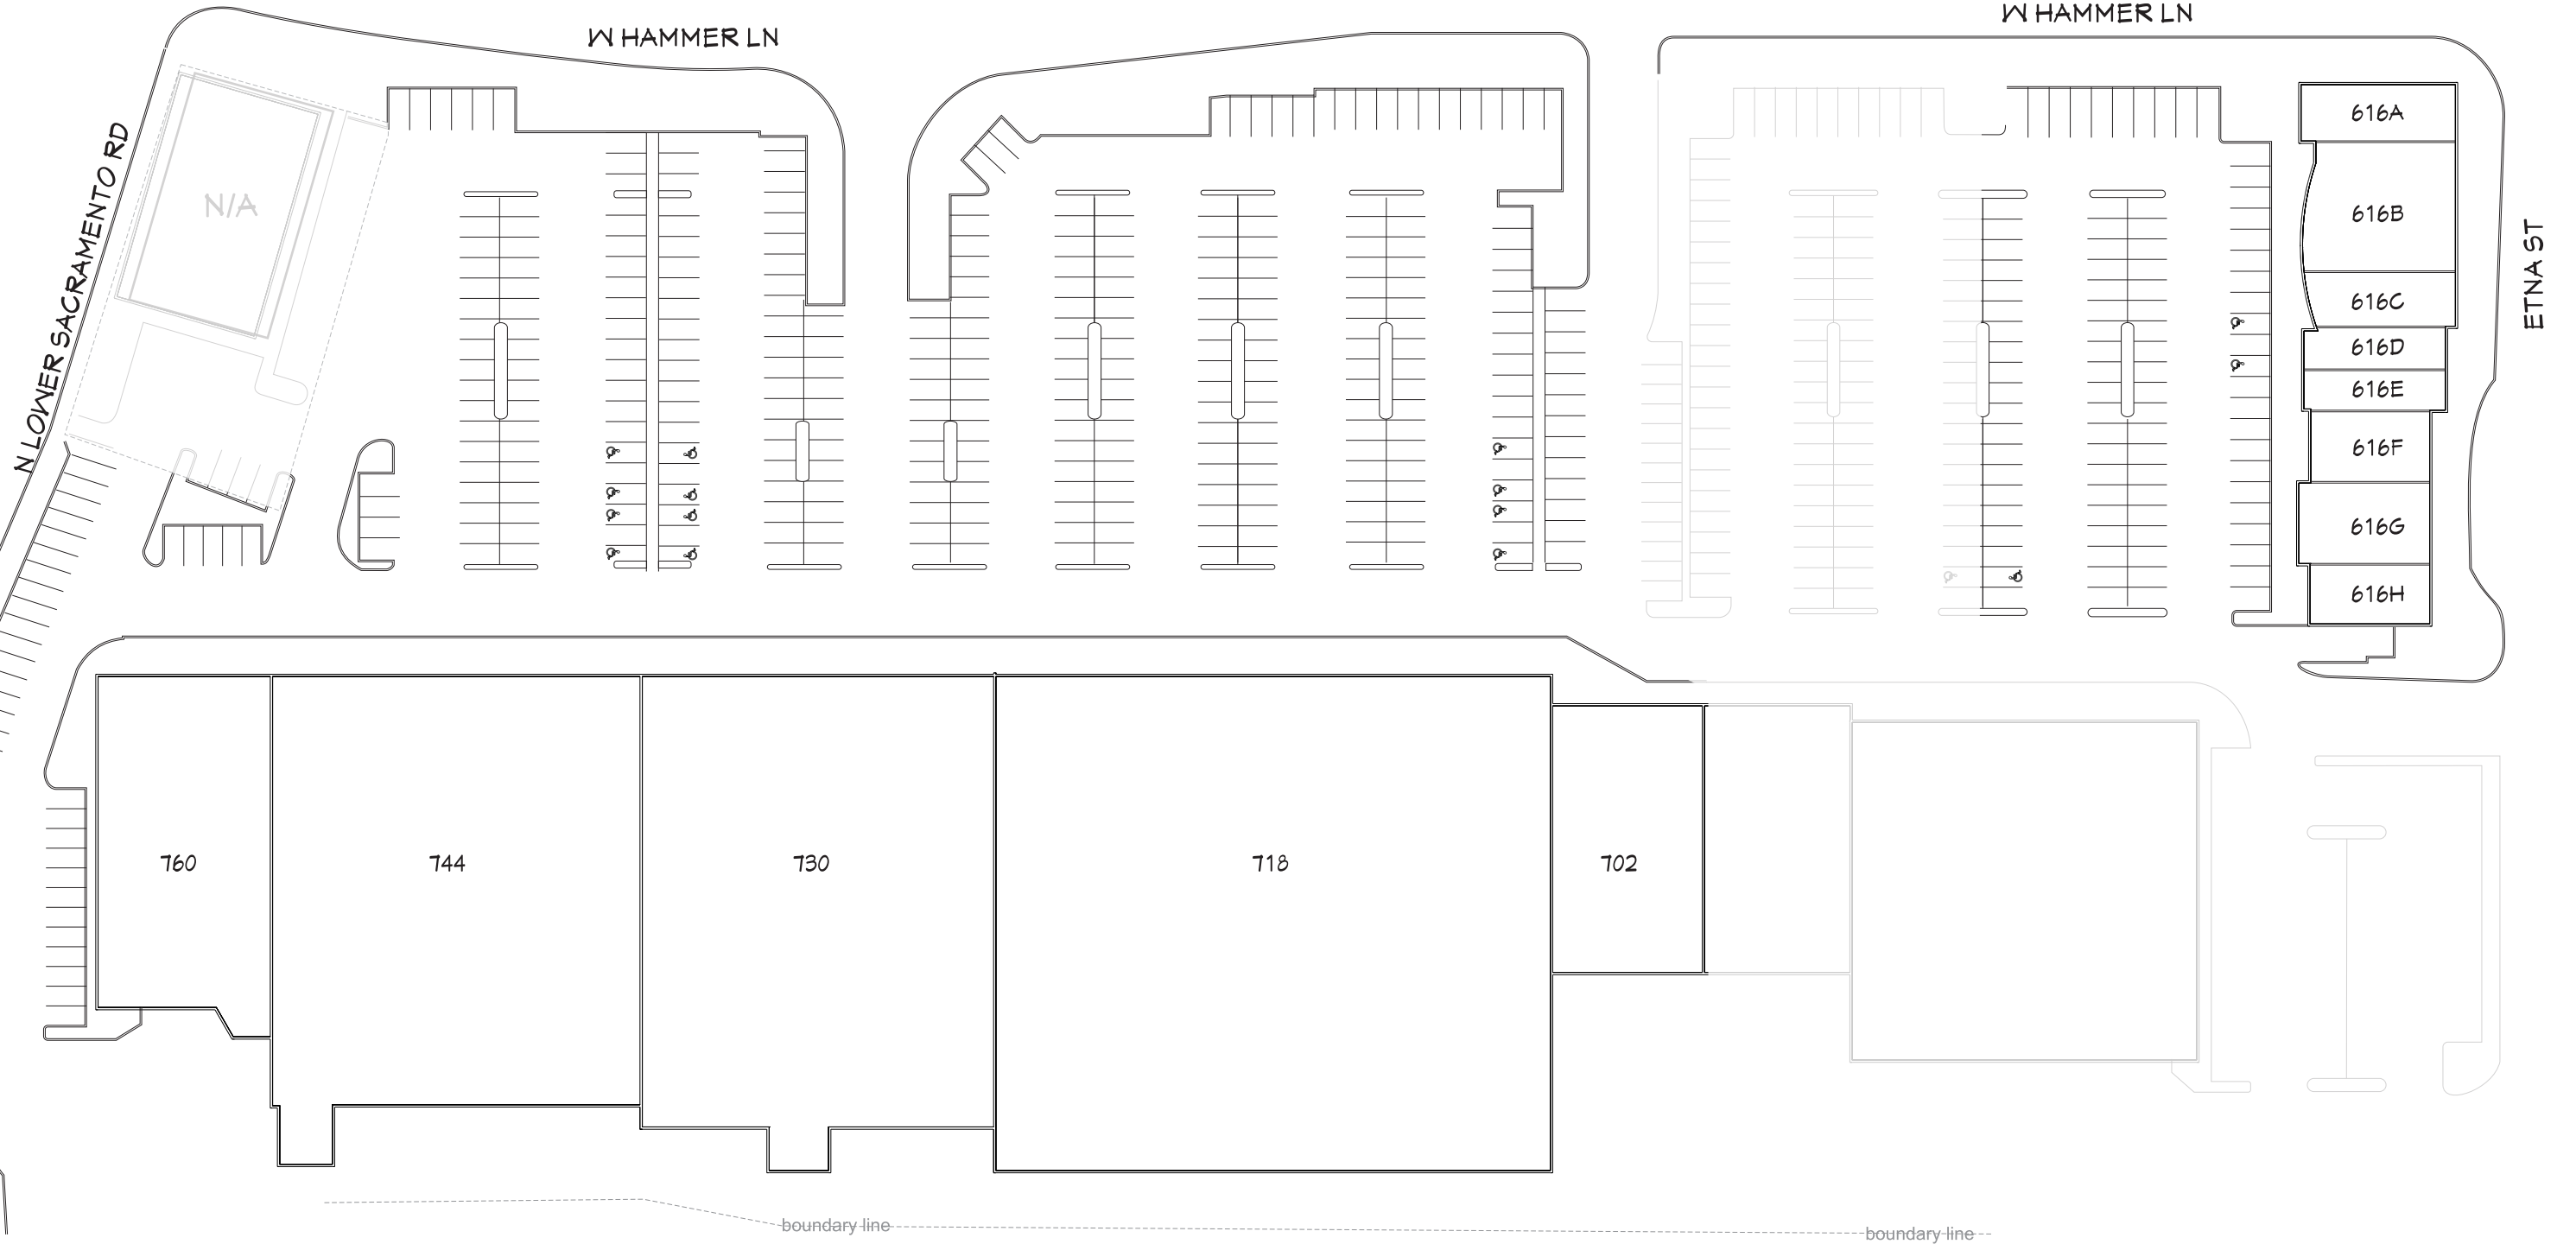 W HAMMER LN
W HAMMER LN
N LOWER SACRAMENTO RD
N/A
ETNA ST
616A
616B
616C
616D
616E
616F
616G
616H
760
744
730
718
702
boundary line
boundary line